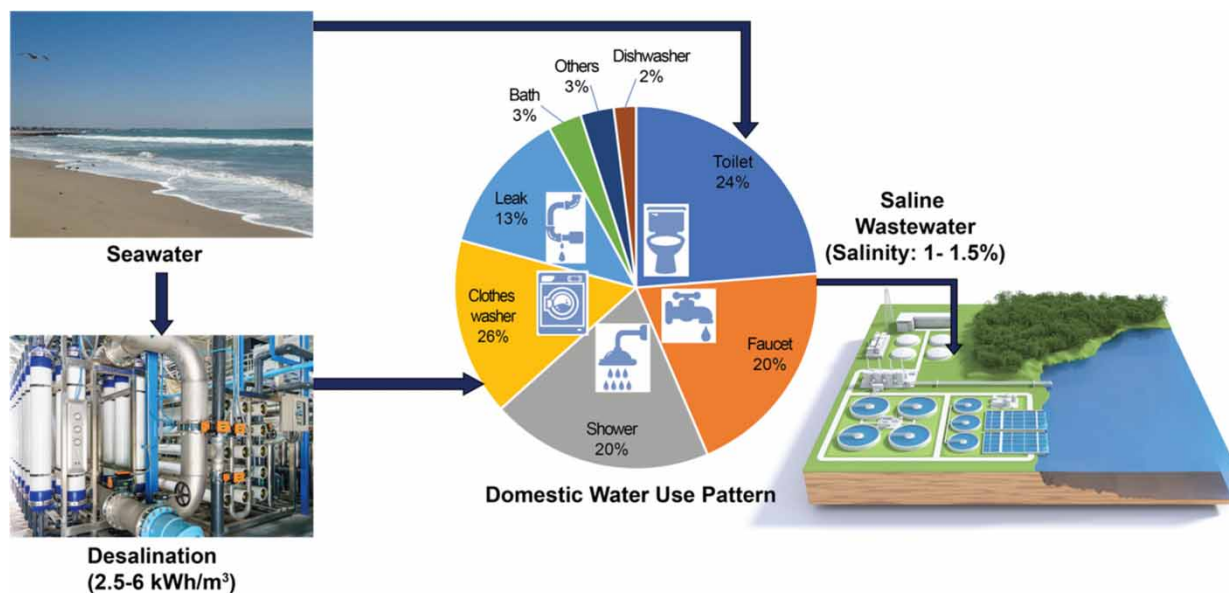 Seawater
Desalination
(2.5-6 kWh/m³)
Dishwasher
2%
Others
3%
Bath
3%
Toilet
24%
Leak
13%
Clothes
washer
26%
Faucet
20%
Shower
20%
Domestic Water Use Pattern
Saline
Wastewater
(Salinity: 1- 1.5%)